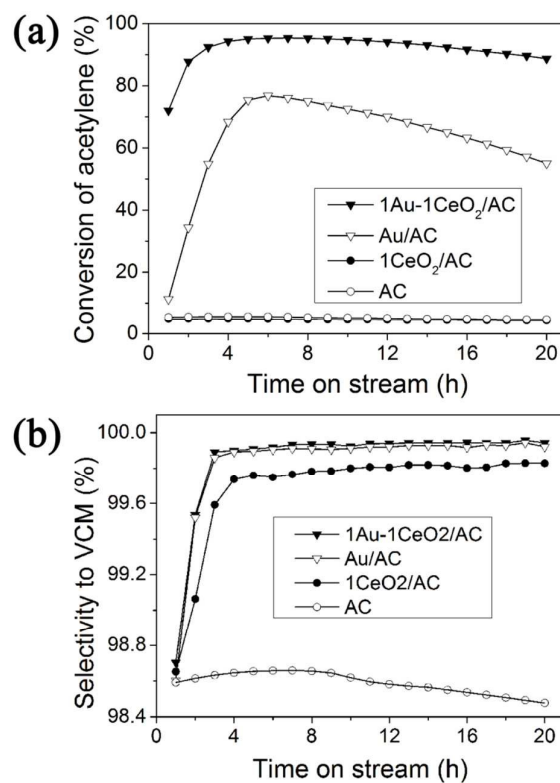 (a)
Conversion of acetylene (%)
100
80
60
40
20
0
1Au-1CeO₂/AC
Au/AC
1CeO₂/AC
AC
0 4 8 12 16 20
Time on stream (h)
(b)
Selectivity to VCM (%)
100.0
99.6
99.2
98.8
98.4
1Au-1CeO2/AC
Au/AC
1CeO2/AC
AC
0 4 8 12 16 20
Time on stream (h)